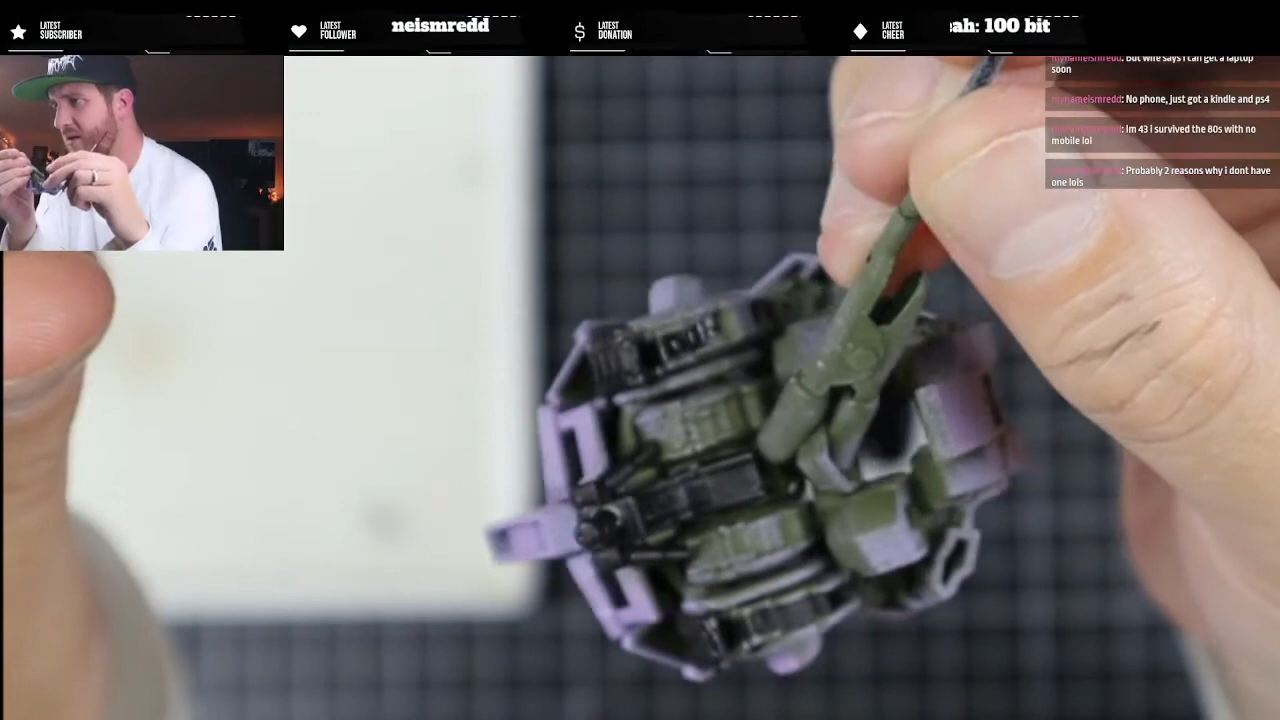 LATEST
SUBSCRIBER
LATEST
FOLLOWER
neismredd
LATEST
DONATION
LATEST
CHEER
ah: 100 bit
mynameismredd: But wife says i can get a laptop
soon
mynameismredd: No phone, just got a kindle and ps4
: Im 43 i survived the 80s with no
mobile lol
: Probably 2 reasons why i dont have
one lols